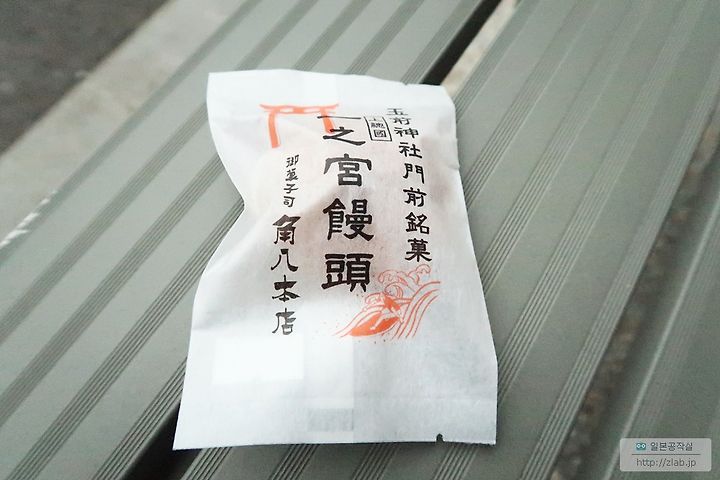 玉前神社門前銘菓
上總國
一之宮饅頭
御菓子司
角八本店
일본공작실
http://zlab.jp